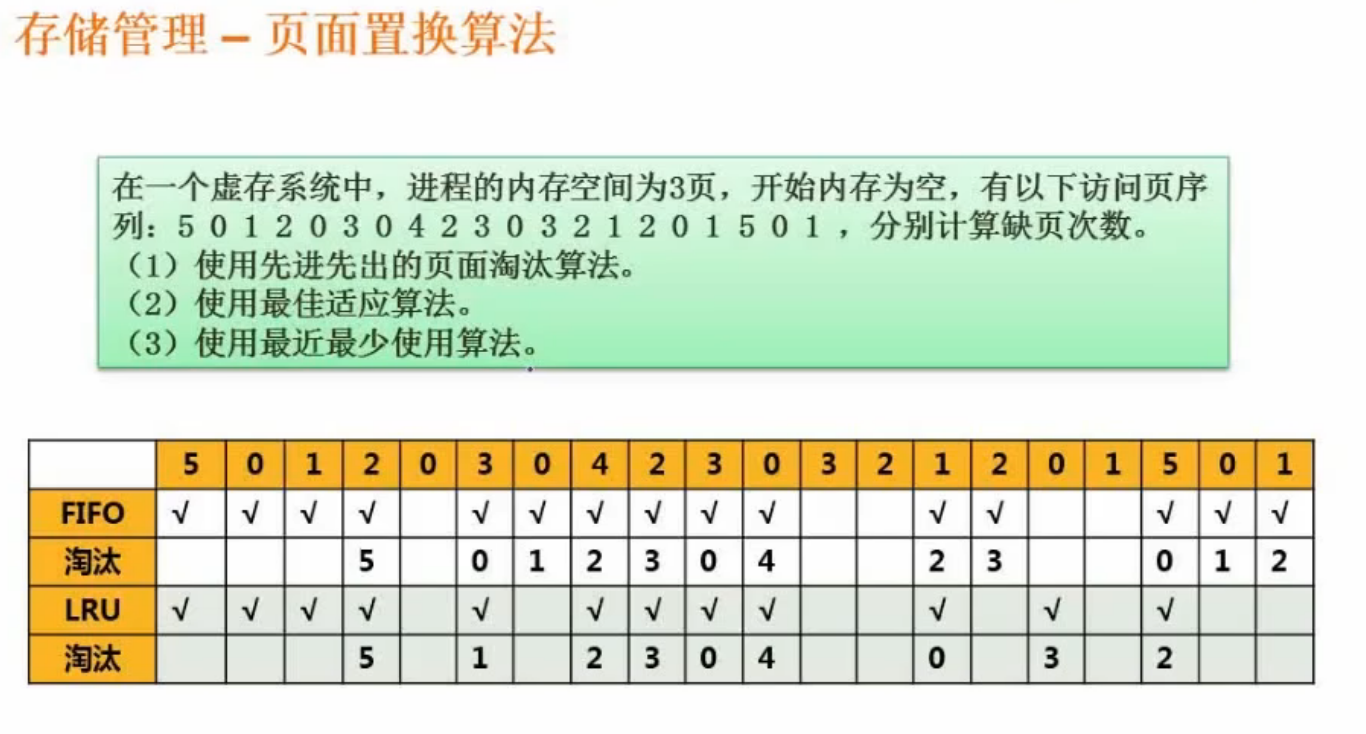 存储管理 – 页面置换算法
在一个虚存系统中，进程的内存空间为3页，开始内存为空，有以下访问页序
列：5 0 1 2 0 3 0 4 2 3 0 3 2 1 2 0 1 5 0 1，分别计算缺页次数。
（1）使用先进先出的页面淘汰算法。
（2）使用最佳适应算法。
（3）使用最近最少使用算法。
5 0 1 2 0 3 0 4 2 3 0 3 2 1 2 0 1 5 0 1
FIFO √ √ √ √ √ √ √ √ √ √ √ √ √ √ √
淘汰 5 0 1 2 3 0 4 2 3 0 1 2
LRU √ √ √ √ √ √ √ √ √ √ √ √
淘汰 5 1 2 3 0 4 0 3 2